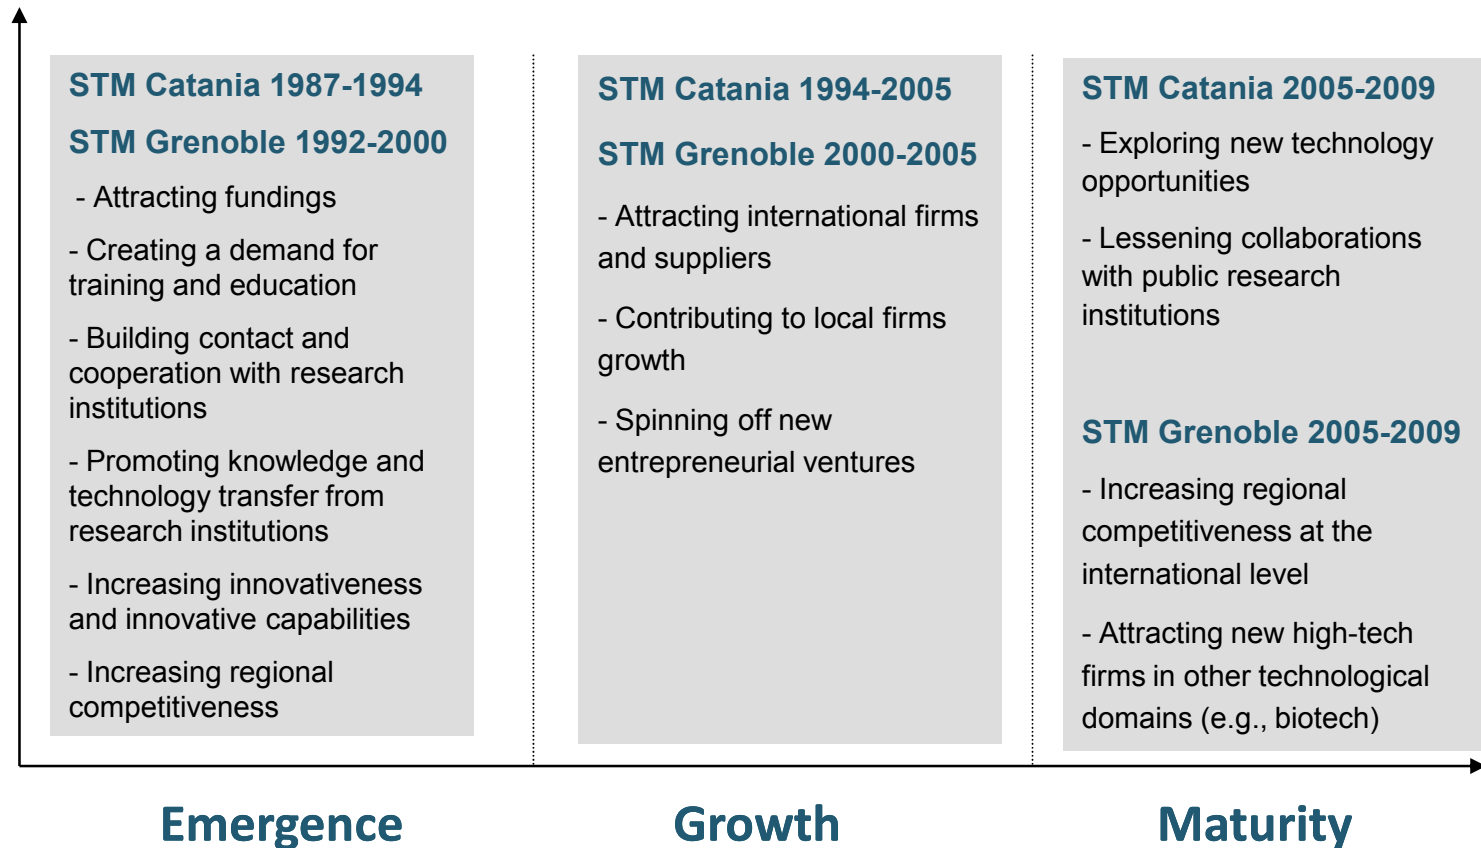 STM Catania 1987-1994
STM Grenoble 1992-2000
- Attracting fundings
- Creating a demand for
training and education
- Building contact and
cooperation with research
institutions
- Promoting knowledge and
technology transfer from
research institutions
- Increasing innovativeness
and innovative capabilities
- Increasing regional
competitiveness
STM Catania 1994-2005
STM Grenoble 2000-2005
- Attracting international firms
and suppliers
- Contributing to local firms
growth
- Spinning off new
entrepreneurial ventures
STM Catania 2005-2009
- Exploring new technology
opportunities
- Lessening collaborations
with public research
institutions
STM Grenoble 2005-2009
- Increasing regional
competitiveness at the
international level
- Attracting new high-tech
firms in other technological
domains (e.g., biotech)
Emergence
Growth
Maturity